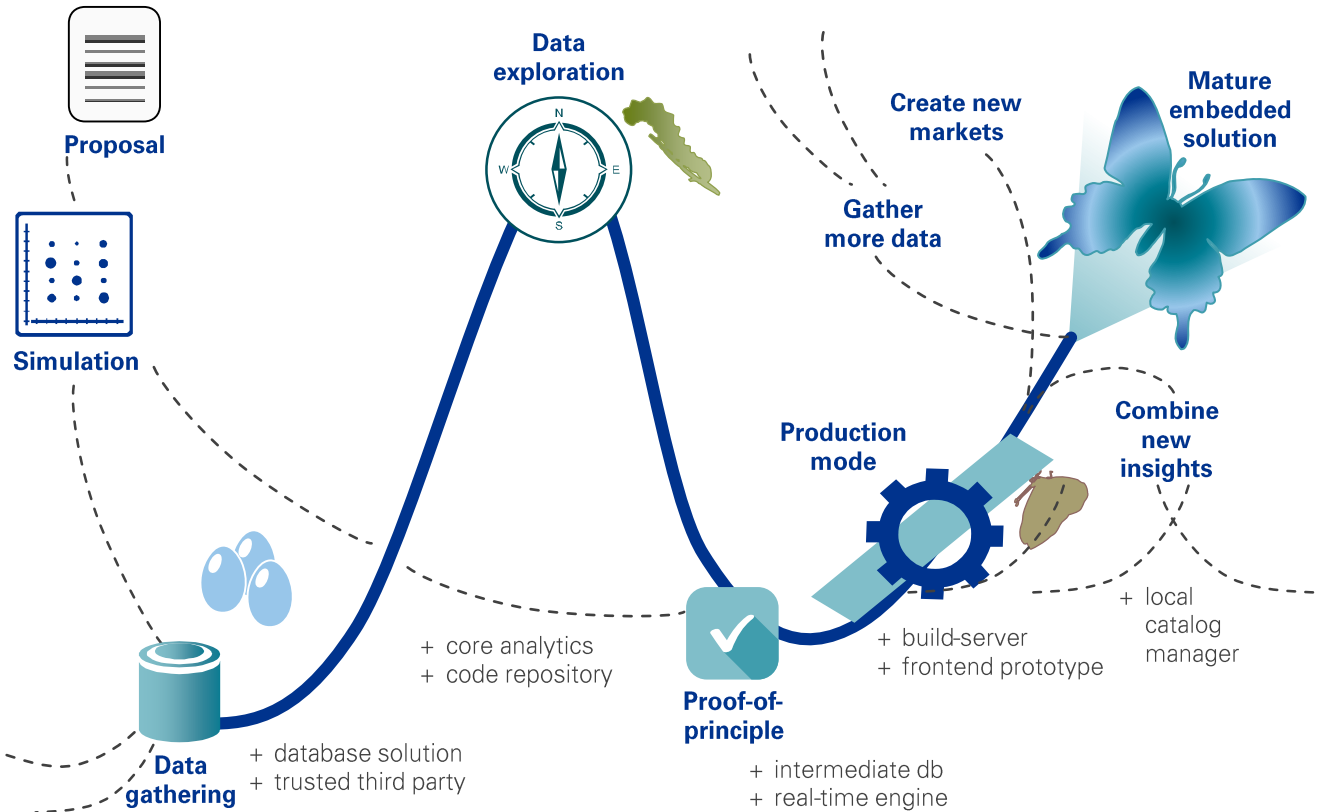 Proposal
Simulation
Data
gathering
+ database solution
+ trusted third party
Data
exploration
N
W
E
S
+ core analytics
+ code repository
Proof-of-
principle
+ intermediate db
+ real-time engine
Production
mode
+ build-server
+ frontend prototype
Gather
more data
Create new
markets
Combine
new
insights
+ local
catalog
manager
Mature
embedded
solution